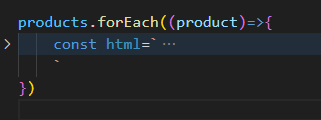 products.forEach((product)=>{
const html=` ⋯
`
})